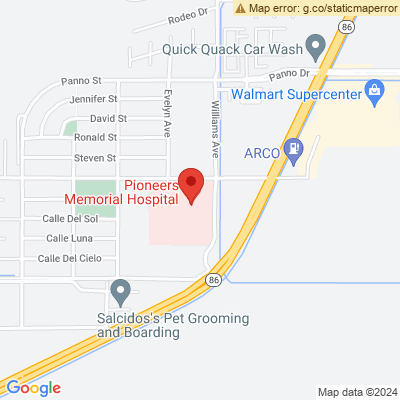 Map error: g.co/staticmaperror
Rodeo Dr
86
Quick Quack Car Wash
Panno St
Panno Dr
Jennifer St
Walmart Supercenter
David St
Evelyn Ave
Williams Ave
Ronald St
Steven St
ARCO
Pioneers
Memorial Hospital
Calle Del Sol
Calle Luna
Calle Del Cielo
86
Salcidos's Pet Grooming
and Boarding
Google
Map data ©2024